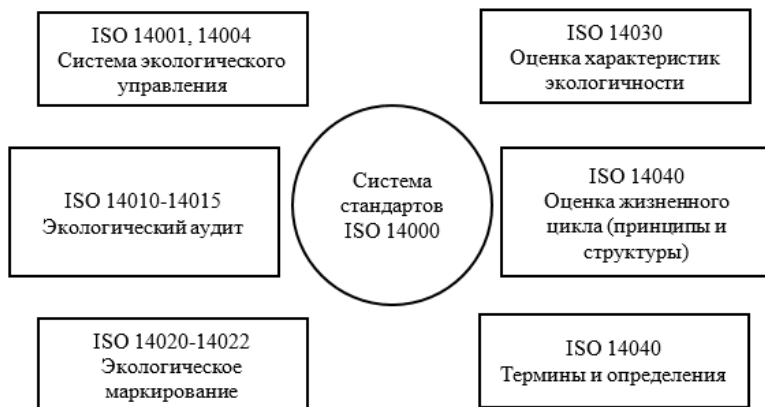 ISO 14001, 14004
Система экологического
управления
ISO 14010-14015
Экологический аудит
ISO 14020-14022
Экологическое
маркирование
Система
стандартов
ISO 14000
ISO 14030
Оценка характеристик
экологичности
ISO 14040
Оценка жизненного
цикла (принципы и
структуры)
ISO 14040
Термины и определения